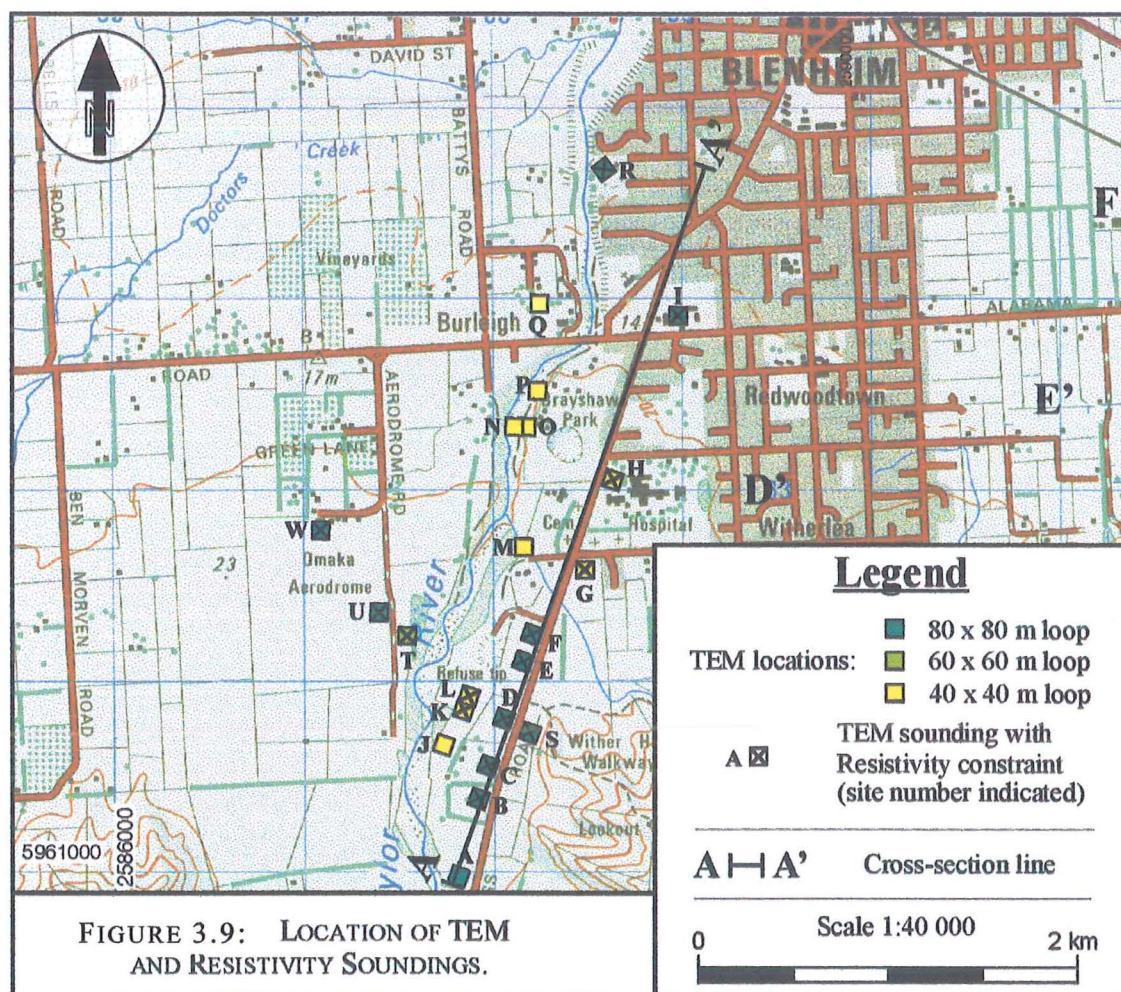 DAVID ST
BLENHEIM
N
BATTYS
ROAD
Creek
Doctors
ROAD
R
A'
F
Vineyards
I
Burleigh
Q
14
ALABAMA
8
ROAD
17m
P
Grayshaw
Park
20
Redwoodtown
E'
AERODROME RD
N
O
GREEN LANE
H
D'
BEN
MORVEN
ROAD
W
Omaka
Aerodrome
23
Cem
Hospital
Witherlea
M
G
U
T
River
F
E
Refuse tip
L
K
D
J
S
Wither H
Walkway
C
B
Lookout
A
A
5961000
2586000
Legend
TEM locations:
80 x 80 m loop
60 x 60 m loop
40 x 40 m loop
A
TEM sounding with
Resistivity constraint
(site number indicated)
A A' Cross-section line
Scale 1:40 000
0 2 km
FIGURE 3.9: LOCATION OF TEM
AND RESISTIVITY SOUNDINGS.